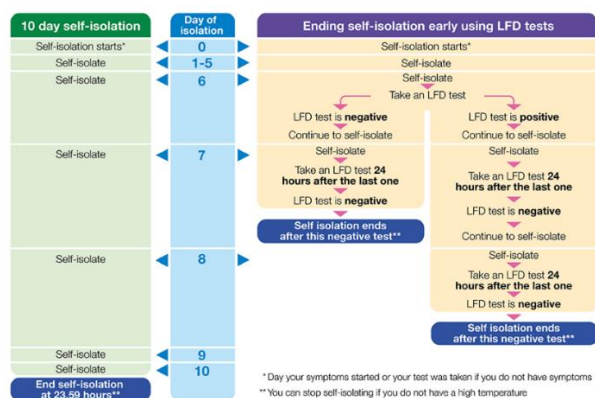 10 day self-isolation
Day of
isolation
Ending self-isolation early using LFD tests
Self-isolation starts*
0
Self-isolation starts*
Self-isolate
1-5
Self-isolate
Self-isolate
6
Self-isolate
Take an LFD test
LFD test is negative
LFD test is positive
Continue to self-isolate
Continue to self-isolate
Self-isolate
7
Self-isolate
Self-isolate
Take an LFD test 24
hours after the last one
Take an LFD test 24
hours after the last one
LFD test is negative
LFD test is negative
Self isolation ends
after this negative test**
Continue to self-isolate
Self-isolate
8
Self-isolate
Take an LFD test 24
hours after the last one
LFD test is negative
Self isolation ends
after this negative test**
Self-isolate
9
Self-isolate
10
End self-isolation
at 23.59 hours**
* Day your symptoms started or your test was taken if you do not have symptoms
** You can stop self-isolating if you do not have a high temperature